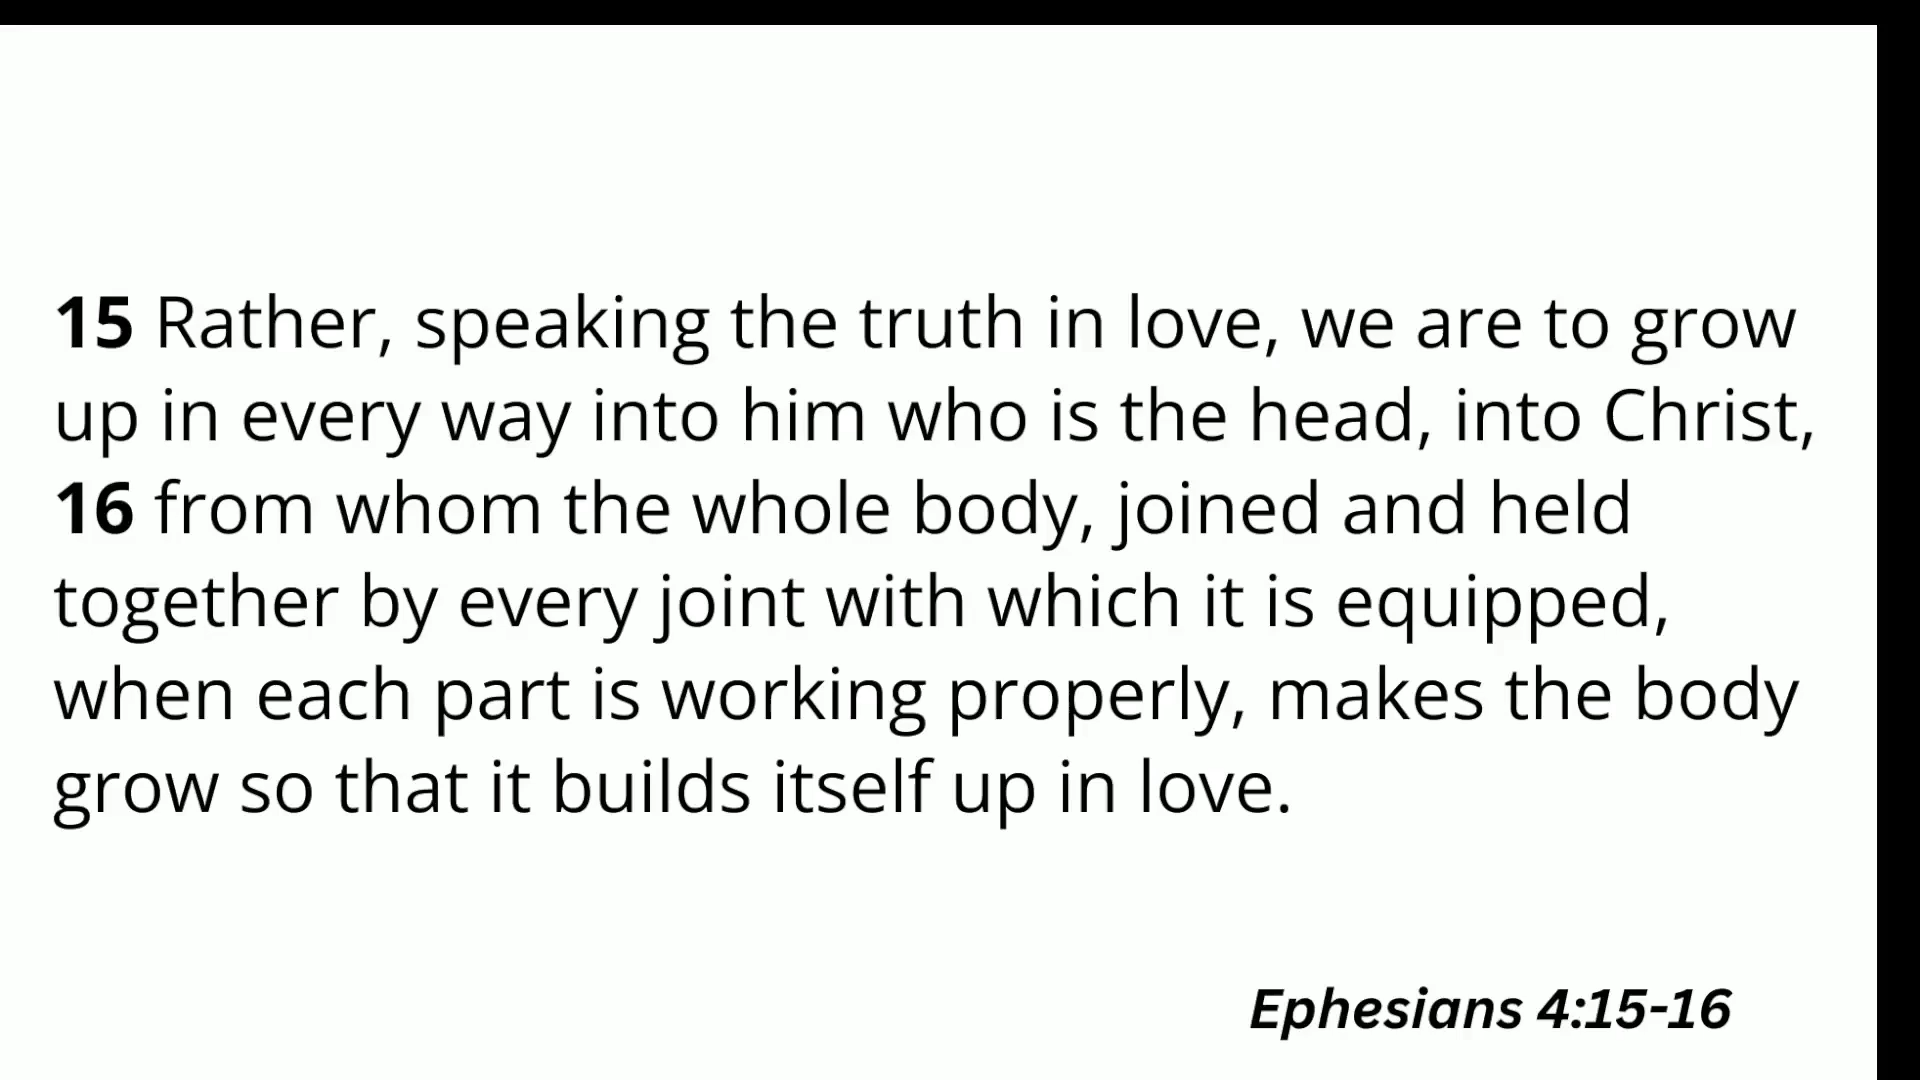 15 Rather, speaking the truth in love, we are to grow
up in every way into him who is the head, into Christ,
16 from whom the whole body, joined and held
together by every joint with which it is equipped,
when each part is working properly, makes the body
grow so that it builds itself up in love.
Ephesians 4:15-16